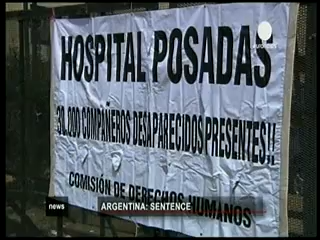 HOSPITAL POSADAS
30.000 COMPAÑEROS DESAPARECIDOS PRESENTES!!
COMISIÓN DE DERECHOS HUMANOS
news
ARGENTINA: SENTENCE
euronews